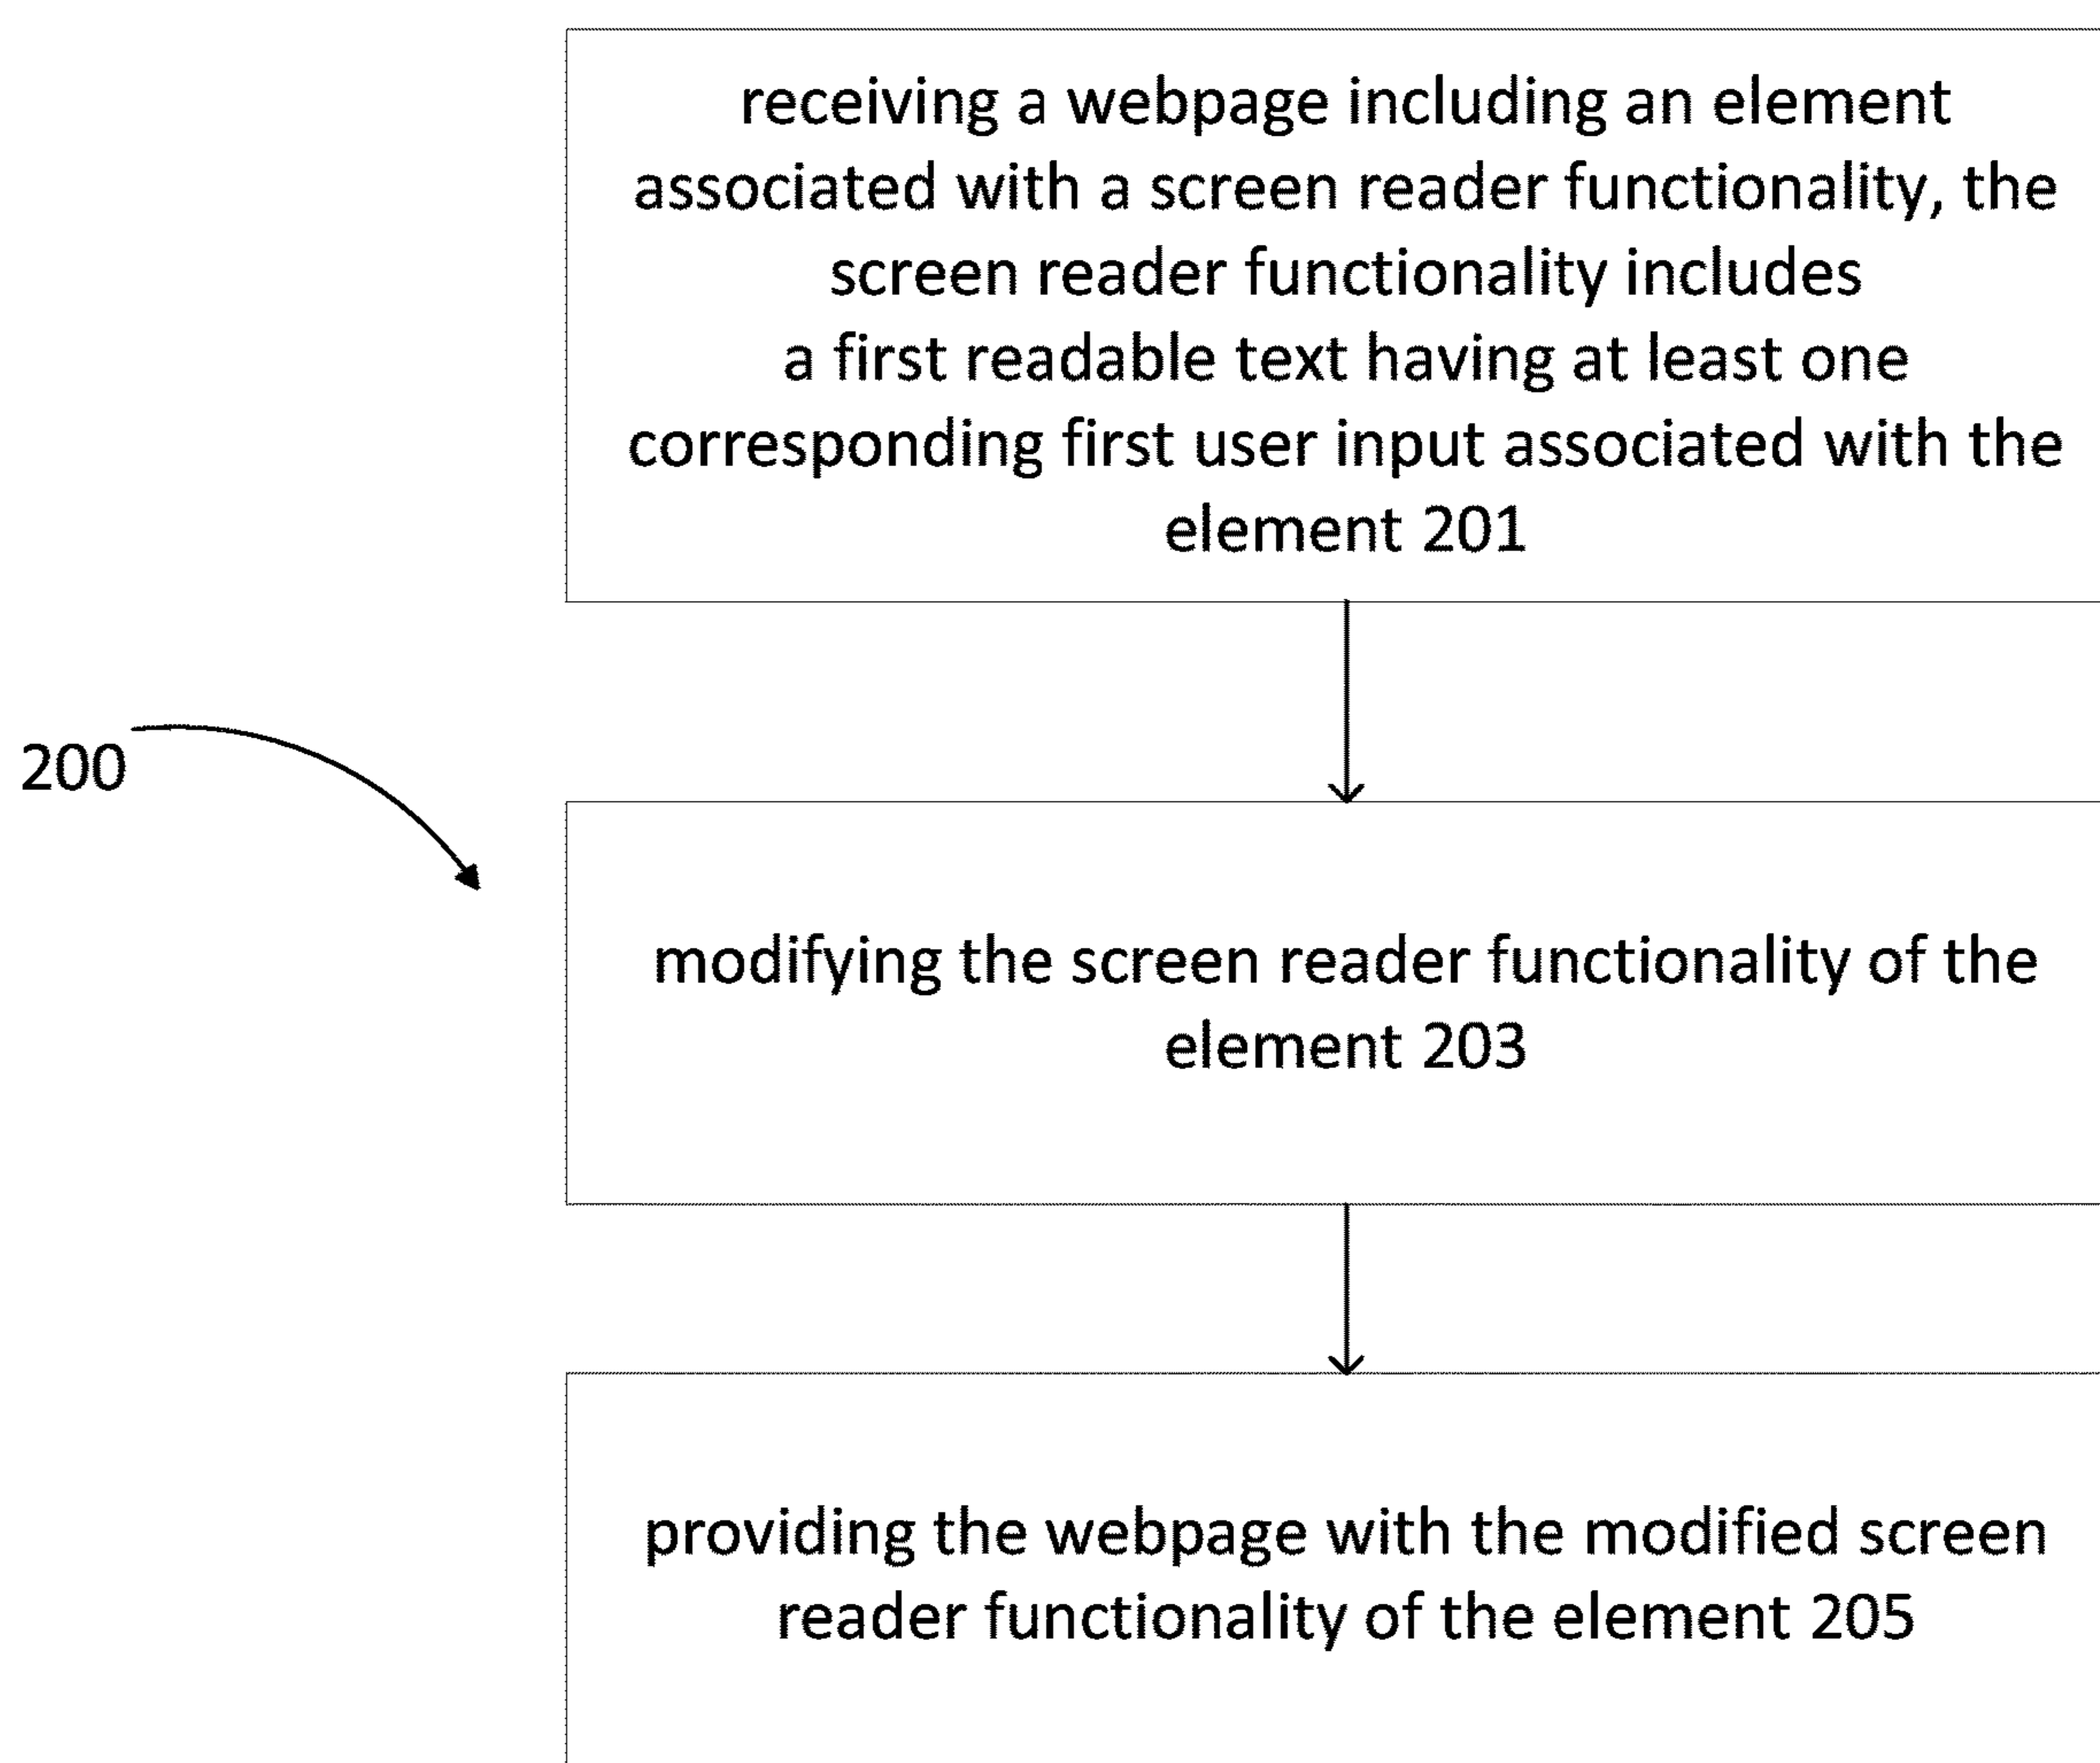 receiving a webpage including an element
associated with a screen reader functionality, the
screen reader functionality includes
a first readable text having at least one
corresponding first user input associated with the
element 201
200
modifying the screen reader functionality of the
element 203
providing the webpage with the modified screen
reader functionality of the element 205